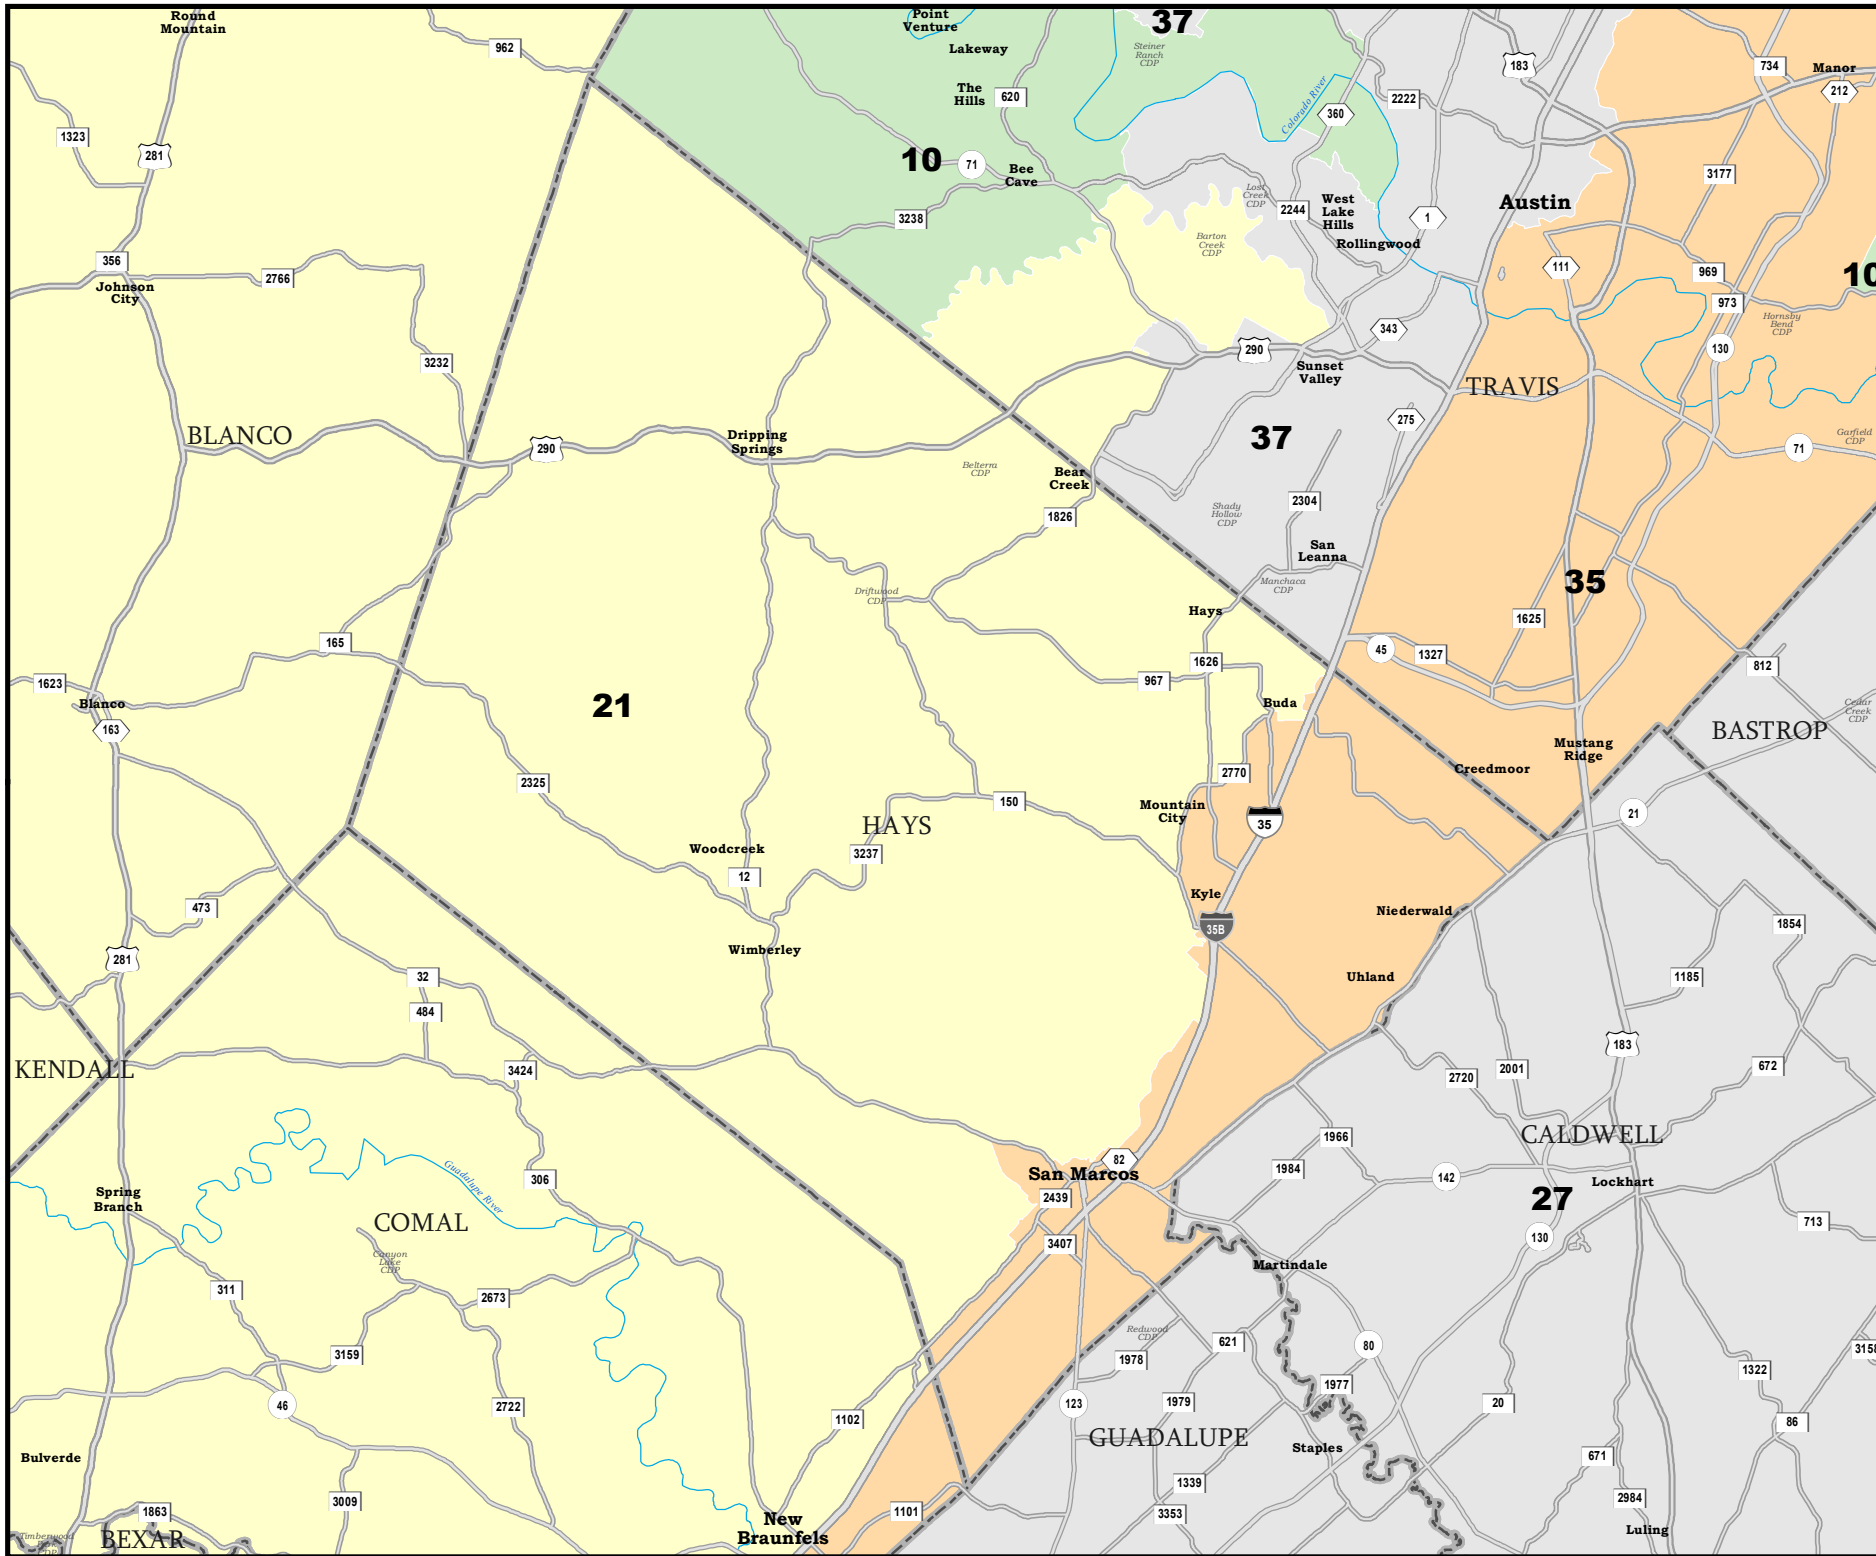 Round
Mountain
962
Point
Venture
Lakeway
37
Steiner
Ranch
CDP
183
734
Manor
212
The
Hills
620
Colorado River
360
2222
1323
281
10
71
Bee
Cave
3177
3238
Lost
Creek
CDP
2244
West
Lake
Hills
1
Austin
Rollingwood
Barton
Creek
CDP
356
Johnson
City
2766
111
969
10
973
Hornsby
Bend
CDP
343
130
3232
290
Sunset
Valley
TRAVIS
275
BLANCO
290
Dripping
Springs
37
Garfield
CDP
71
Belterra
CDP
Bear
Creek
1826
Shady
Hollow
CDP
2304
San
Leanna
Manchaca
CDP
35
Driftwood
CDP
Hays
1625
165
45
1327
1626
812
1623
967
Blanco
163
21
Buda
Cedar
Creek
CDP
BASTROP
Mustang
Ridge
Creedmoor
2325
2770
150
Mountain
City
35
21
HAYS
Woodcreek
3237
12
Kyle
473
Niederwald
1854
35B
Wimberley
281
32
Uhland
1185
484
183
KENDALL
3424
2720
2001
672
1966
CALDWELL
82
San Marcos
1984
142
Lockhart
306
Guadalupe River
Spring
Branch
2439
27
COMAL
713
130
3407
Canyon
Lake
CDP
Martindale
311
2673
Redwood
CDP
621
80
3159
1978
3158
1322
1977
46
2722
1102
123
1979
20
86
GUADALUPE
Staples
Bulverde
671
1339
2984
3009
1863
1101
3353
New
Braunfels
Luling
BEXAR
Timberwood
CDP